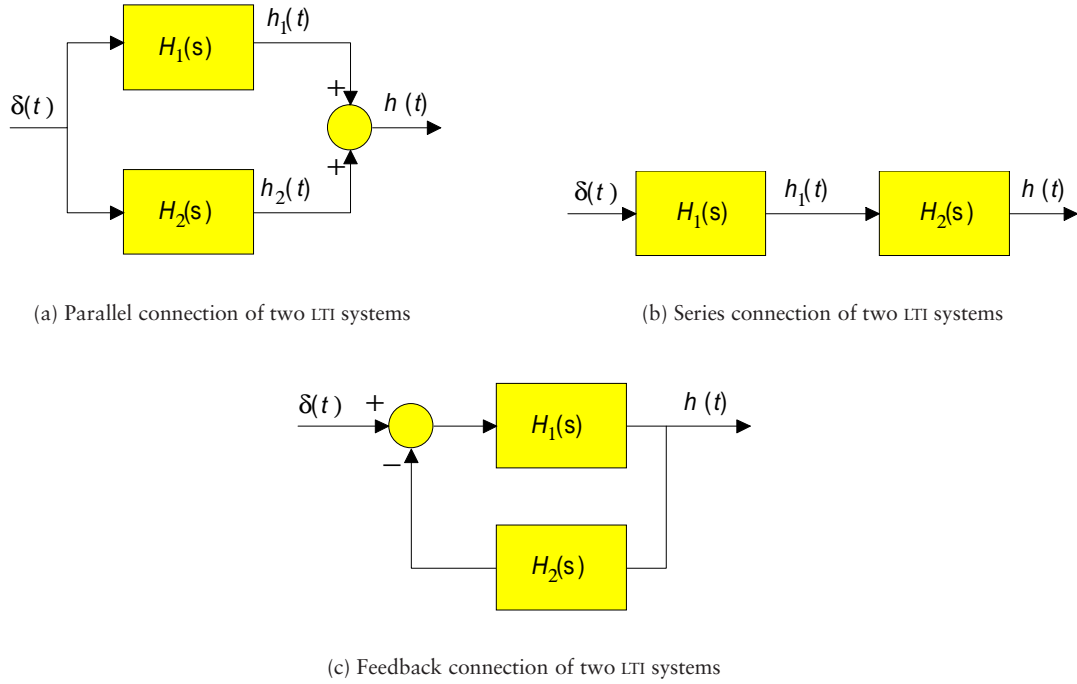 h₁(t)
H₁(s)
+
δ(t)
h (t)
+
h₂(t)
H₂(s)
(a) Parallel connection of two LTI systems
δ(t)
H₁(s)
h₁(t)
H₂(s)
h (t)
(b) Series connection of two LTI systems
δ(t)
+
−
H₁(s)
h (t)
H₂(s)
(c) Feedback connection of two LTI systems